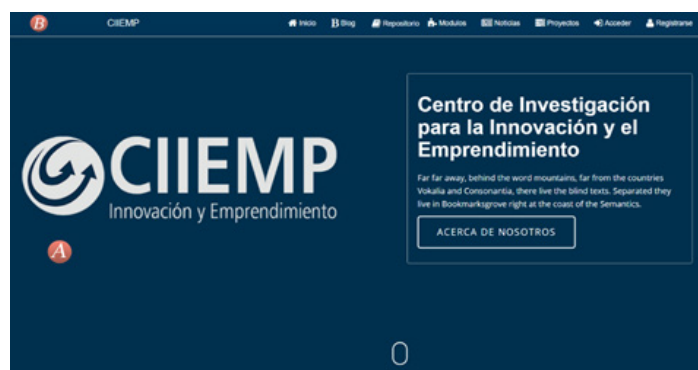 B
CIIEMP
Inicio
B Blog
Repositorio
Modulos
Noticias
Proyectos
Acceder
Registrarse
CIIEMP
Innovación y Emprendimiento
A
Centro de Investigación
para la Innovación y el
Emprendimiento
Far far away, behind the word mountains, far from the countries
Vokalia and Consonantia, there live the blind texts. Separated they
live in Bookmarksgrove right at the coast of the Semantics.
ACERCA DE NOSOTROS